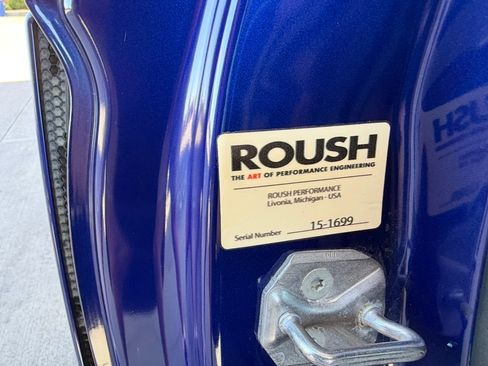 ROUSH
THE ART OF PERFORMANCE ENGINEERING
ROUSH PERFORMANCE
Livonia, Michigan - USA
Serial Number 15-1699